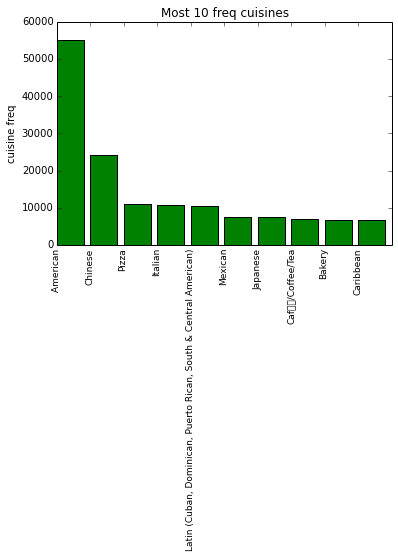 Most 10 freq cuisines
60000
50000
40000
30000
20000
10000
0
cuisine freq
American
Chinese
Pizza
Italian
Latin (Cuban, Dominican, Puerto Rican, South & Central American)
Mexican
Japanese
Caf▯▯/Coffee/Tea
Bakery
Caribbean